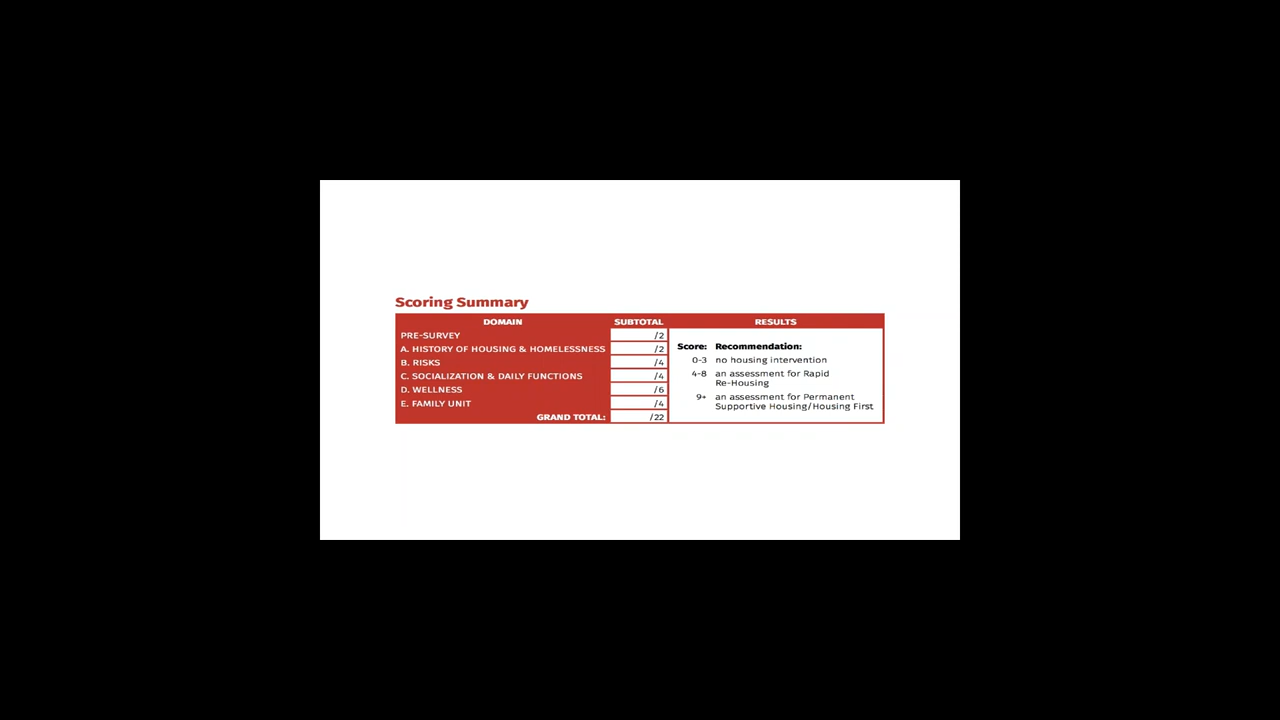 Scoring Summary
DOMAIN SUBTOTAL RESULTS
PRE-SURVEY /2
A. HISTORY OF HOUSING & HOMELESSNESS /2
B. RISKS /4
C. SOCIALIZATION & DAILY FUNCTIONS /4
D. WELLNESS /6
E. FAMILY UNIT /4
GRAND TOTAL: /22
Score: Recommendation:
0-3 no housing intervention
4-8 an assessment for Rapid
Re-Housing
9+ an assessment for Permanent
Supportive Housing/Housing First